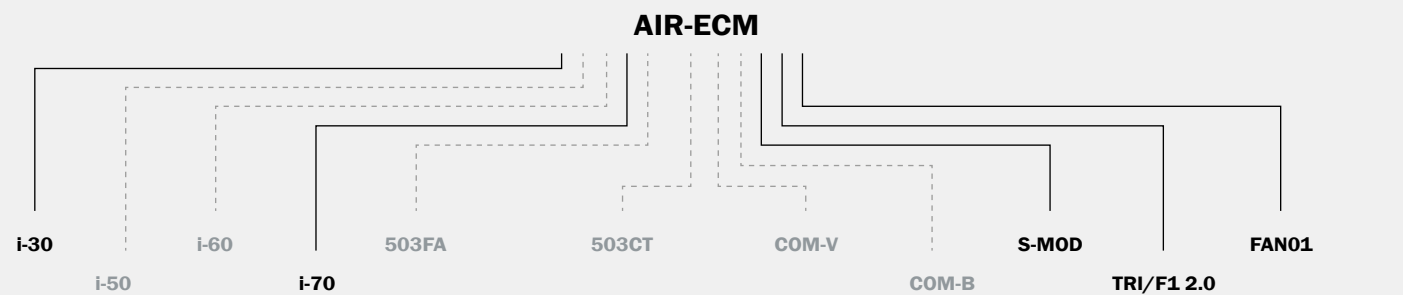 AIR-ECM
i-30
i-60
503FA
503CT
COM-V
S-MOD
FAN01
i-50
i-70
COM-B
TRI/F1 2.0